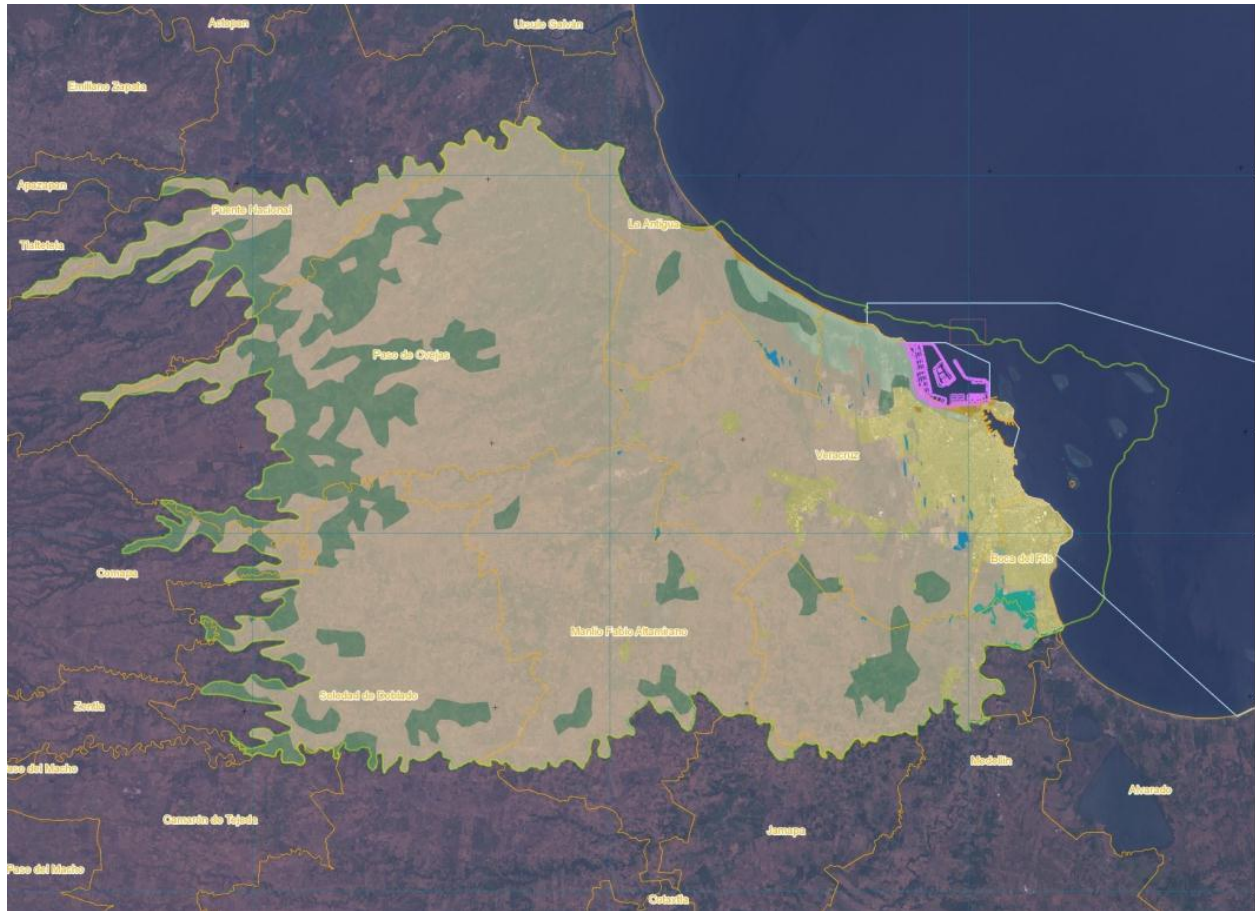 Actopan
Ursulo Galván
Emiliano Zapata
Apazapan
Puente Nacional
La Antigua
Tlaltetela
Paso de Ovejas
Veracruz
Boca del Río
Comapa
Manlio Fabio Altamirano
Soledad de Doblado
Zentla
Medellín
aso del Macho
Alvarado
Camarón de Tejeda
Jamapa
Paso del Macho
Cotaxtla